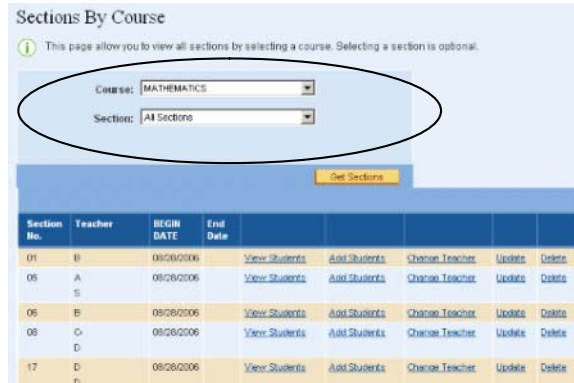 Sections By Course
i This page allow you to view all sections by selecting a course. Selecting a section is optional.
Course: MATHEMATICS
Section: All Sections
Get Sections
Section No. Teacher BEGIN DATE End Date
01 B 08/28/2006 View Students Add Students Change Teacher Update Delete
05 A 08/28/2006 View Students Add Students Change Teacher Update Delete
S
06 B 08/28/2006 View Students Add Students Change Teacher Update Delete
08 08/28/2006 View Students Add Students Change Teacher Update Delete
D
17 D 08/28/2006 View Students Add Students Change Teacher Update Delete